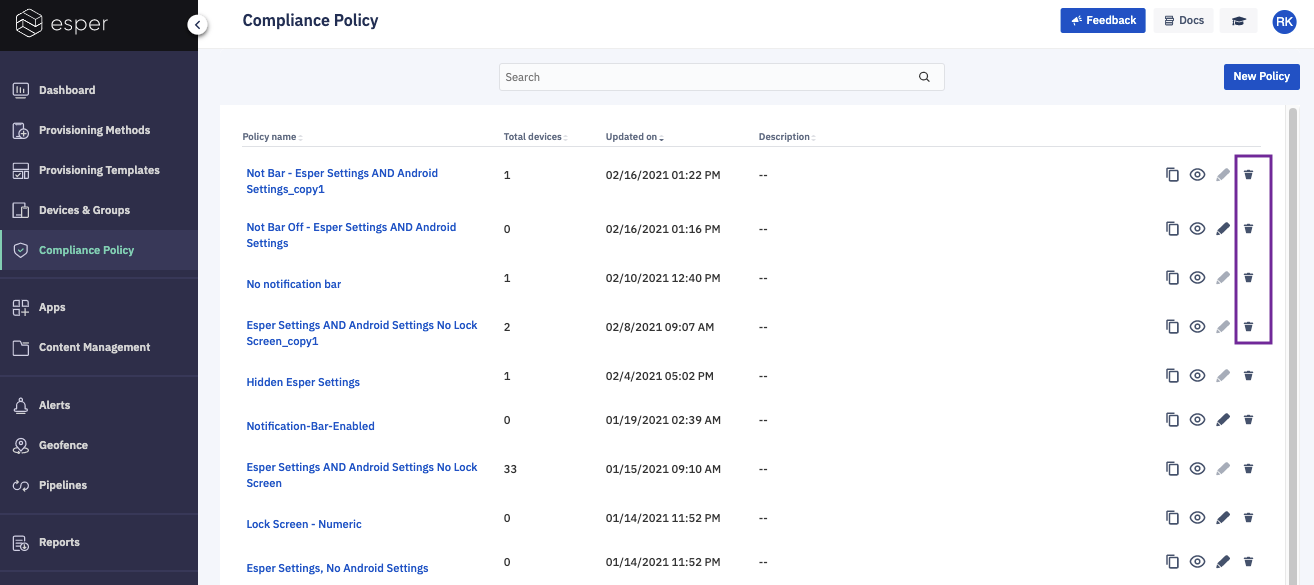 esper
Compliance Policy
Feedback
Docs
RK
Dashboard
Provisioning Methods
Provisioning Templates
Devices & Groups
Compliance Policy
Apps
Content Management
Alerts
Geofence
Pipelines
Reports
Search
New Policy
Policy name Total devices Updated on Description
Not Bar - Esper Settings AND Android 1 02/16/2021 01:22 PM --
Settings_copy1
Not Bar Off - Esper Settings AND Android 0 02/16/2021 01:16 PM --
Settings
No notification bar 1 02/10/2021 12:40 PM --
Esper Settings AND Android Settings No Lock 2 02/8/2021 09:07 AM --
Screen_copy1
Hidden Esper Settings 1 02/4/2021 05:02 PM --
Notification-Bar-Enabled 0 01/19/2021 02:39 AM --
Esper Settings AND Android Settings No Lock 33 01/15/2021 09:10 AM --
Screen
Lock Screen - Numeric 0 01/14/2021 11:52 PM --
Esper Settings, No Android Settings 0 01/14/2021 11:52 PM --